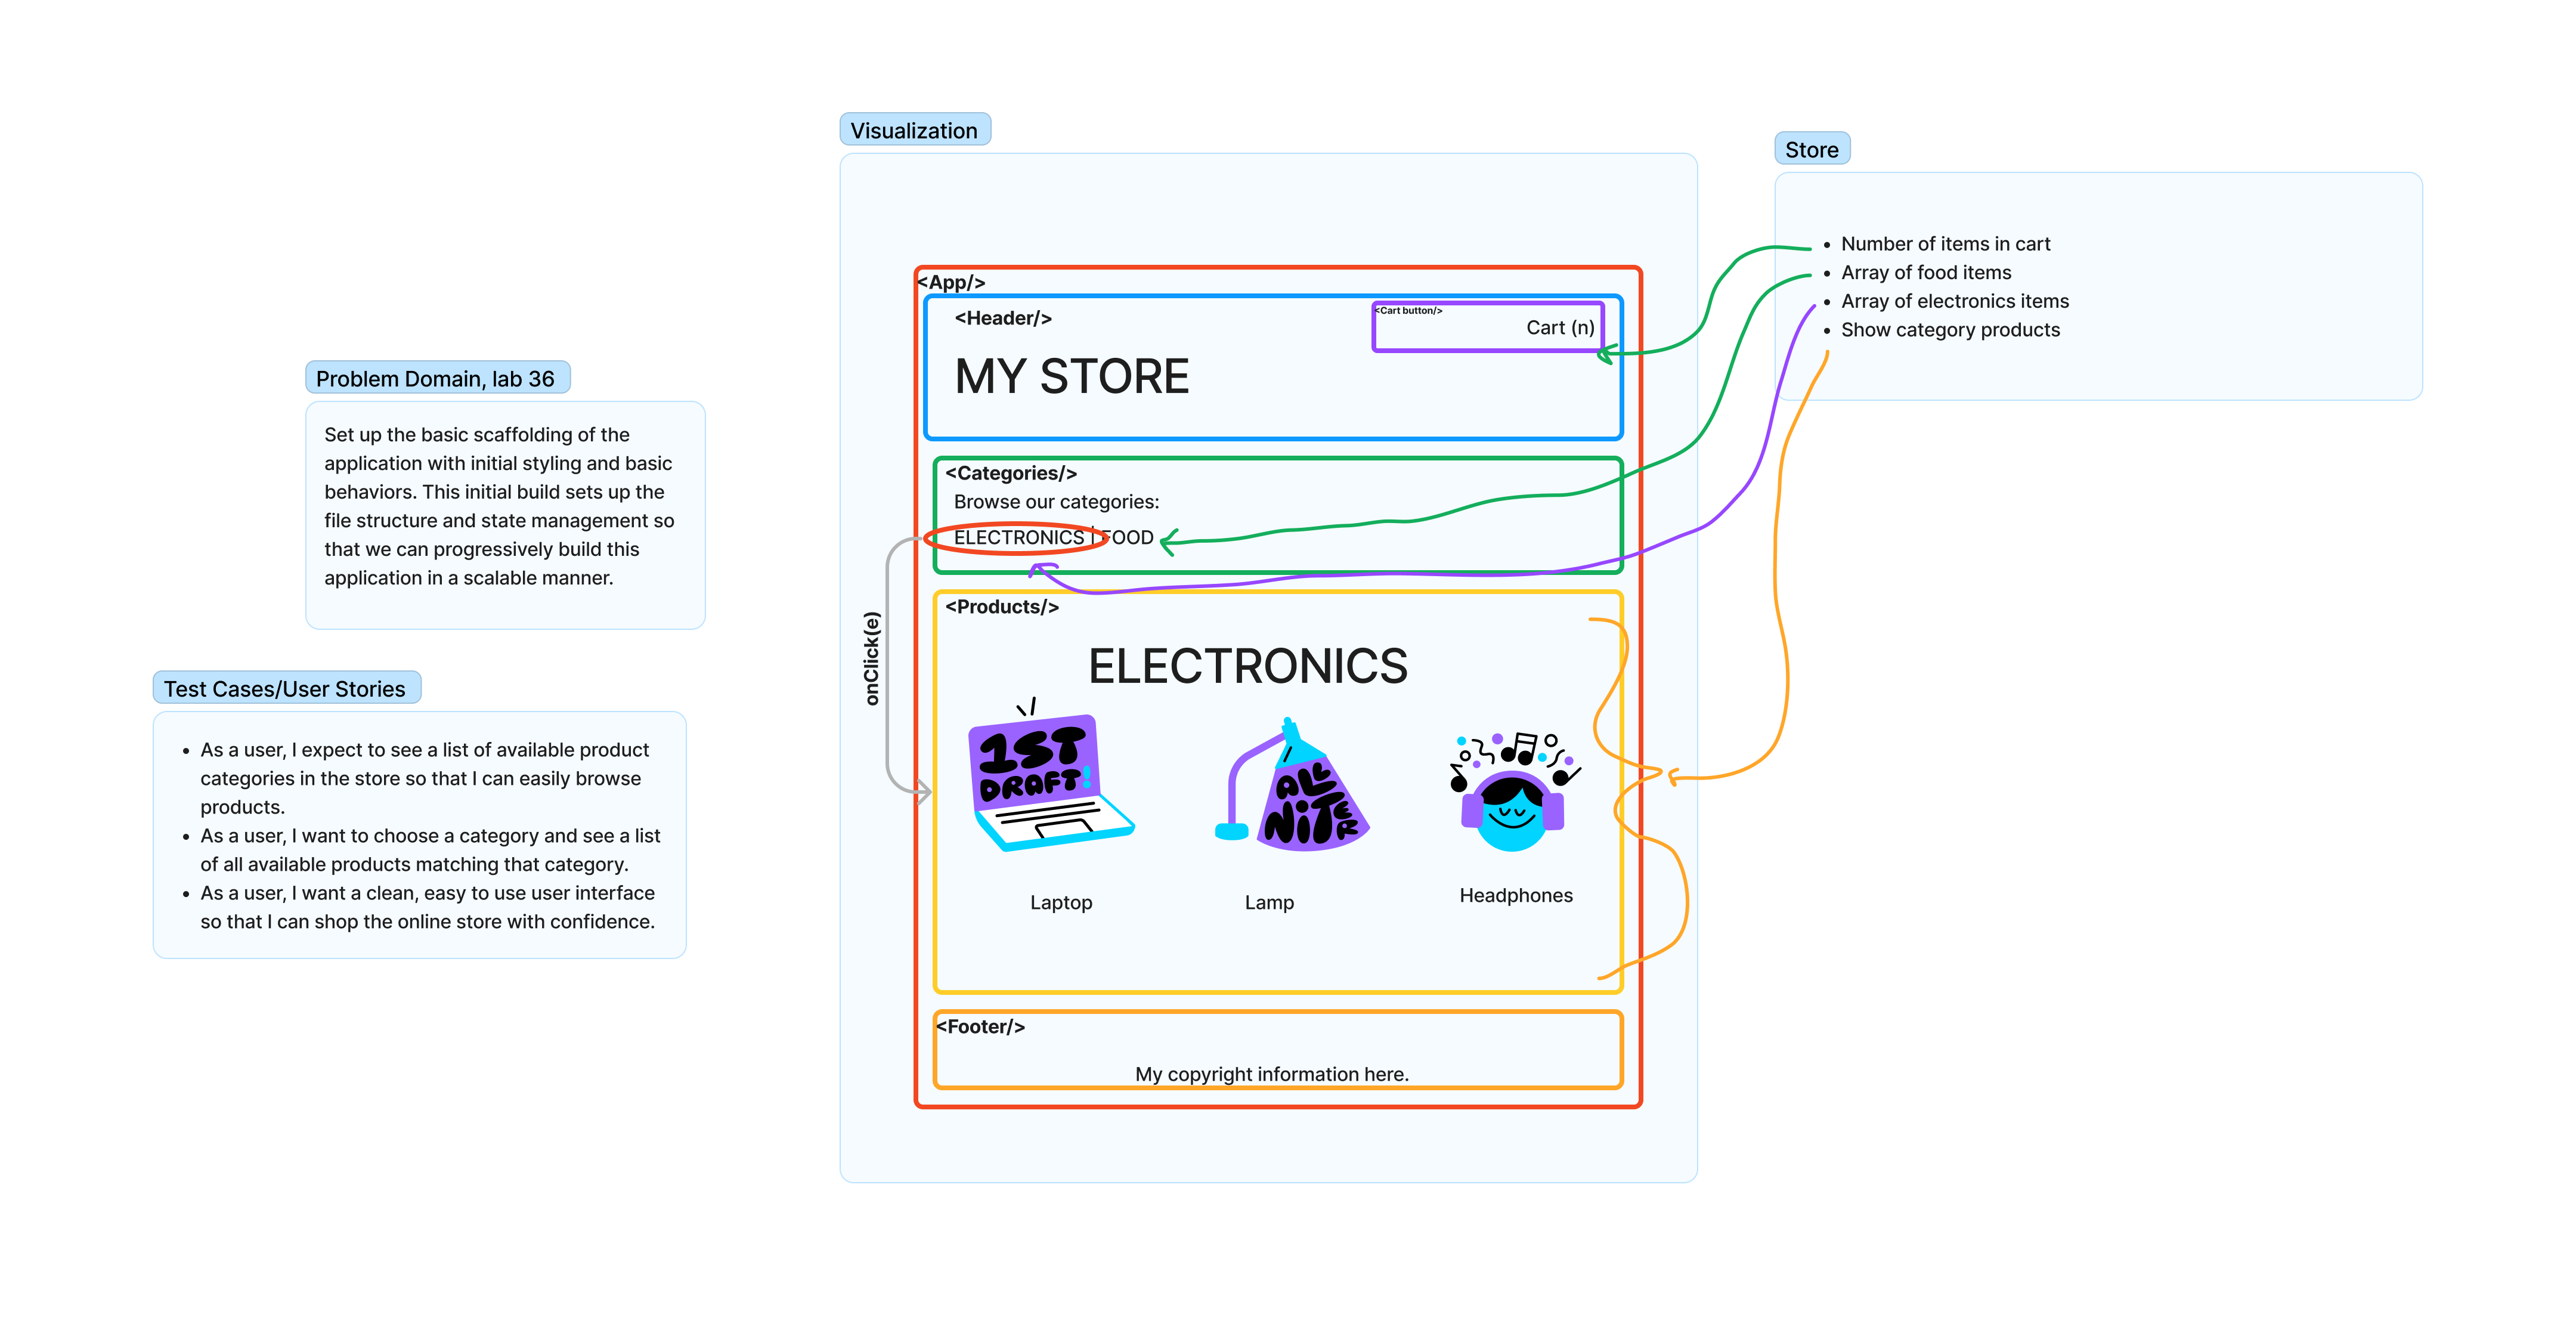 Problem Domain, lab 36
Set up the basic scaffolding of the
application with initial styling and basic
behaviors. This initial build sets up the
file structure and state management so
that we can progressively build this
application in a scalable manner.
Test Cases/User Stories
As a user, I expect to see a list of available product
categories in the store so that I can easily browse
products.
As a user, I want to choose a category and see a list
of all available products matching that category.
As a user, I want a clean, easy to use user interface
so that I can shop the online store with confidence.
Visualization
<App/>
<Header/>
<Cart button/>
Cart (n)
MY STORE
<Categories/>
Browse our categories:
ELECTRONICS | FOOD
onClick(e)
<Products/>
ELECTRONICS
1ST
DRAFT!
ALL
NITER
Laptop
Lamp
Headphones
<Footer/>
My copyright information here.
Store
Number of items in cart
Array of food items
Array of electronics items
Show category products